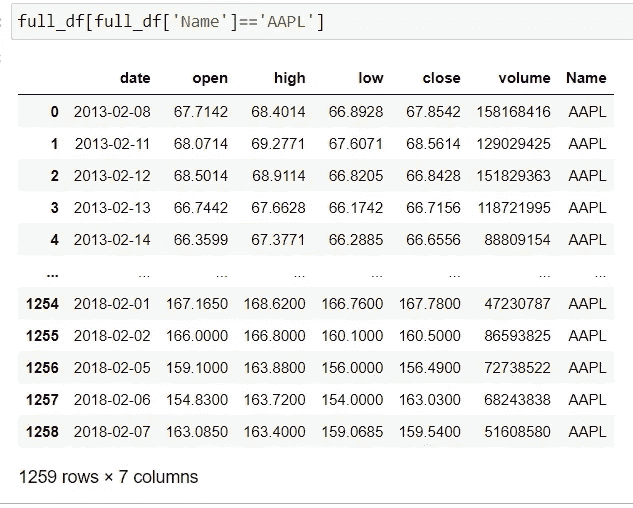 full_df[full_df['Name']=='AAPL']
date open high low close volume Name
0 2013-02-08 67.7142 68.4014 66.8928 67.8542 158168416 AAPL
1 2013-02-11 68.0714 69.2771 67.6071 68.5614 129029425 AAPL
2 2013-02-12 68.5014 68.9114 66.8205 66.8428 151829363 AAPL
3 2013-02-13 66.7442 67.6628 66.1742 66.7156 118721995 AAPL
4 2013-02-14 66.3599 67.3771 66.2885 66.6556 88809154 AAPL
... ... ... ... ... ... ... ...
1254 2018-02-01 167.1650 168.6200 166.7600 167.7800 47230787 AAPL
1255 2018-02-02 166.0000 166.8000 160.1000 160.5000 86593825 AAPL
1256 2018-02-05 159.1000 163.8800 156.0000 156.4900 72738522 AAPL
1257 2018-02-06 154.8300 163.7200 154.0000 163.0300 68243838 AAPL
1258 2018-02-07 163.0850 163.4000 159.0685 159.5400 51608580 AAPL
1259 rows × 7 columns